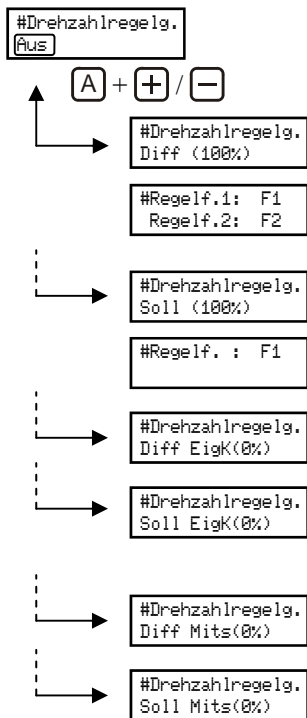 #Drehzahlregelg.
Aus
A + + / −
#Drehzahlregelg.
Diff (100%)
#Regelf.1: F1
Regelf.2: F2
#Drehzahlregelg.
Soll (100%)
#Regelf. : F1
#Drehzahlregelg.
Diff EigK(0%)
#Drehzahlregelg.
Soll EigK(0%)
#Drehzahlregelg.
Diff Mits(0%)
#Drehzahlregelg.
Soll Mits(0%)